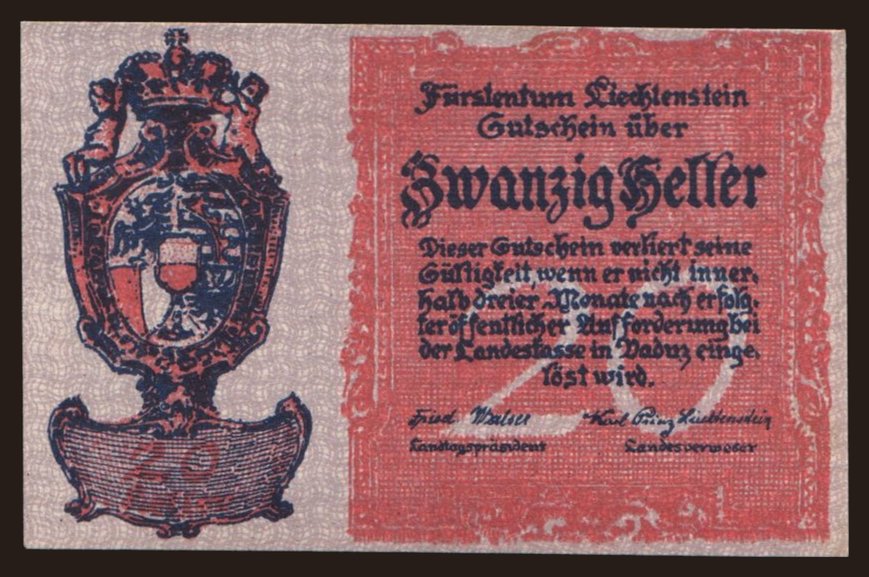 Fürstentum Liechtenstein
Gutschein über
Zwanzig Heller
Dieser Gutschein verliert seine
Gültigkeit, wenn er nicht inner-
halb dreier Monate nach erfolg-
ter öffentlicher Aufforderung bei
der Landeskasse in Vaduz einge-
löst wird.
20
Fried. Walser
Karl Prinz Liechtenstein
Landtagspräsident
Landesverweser
20